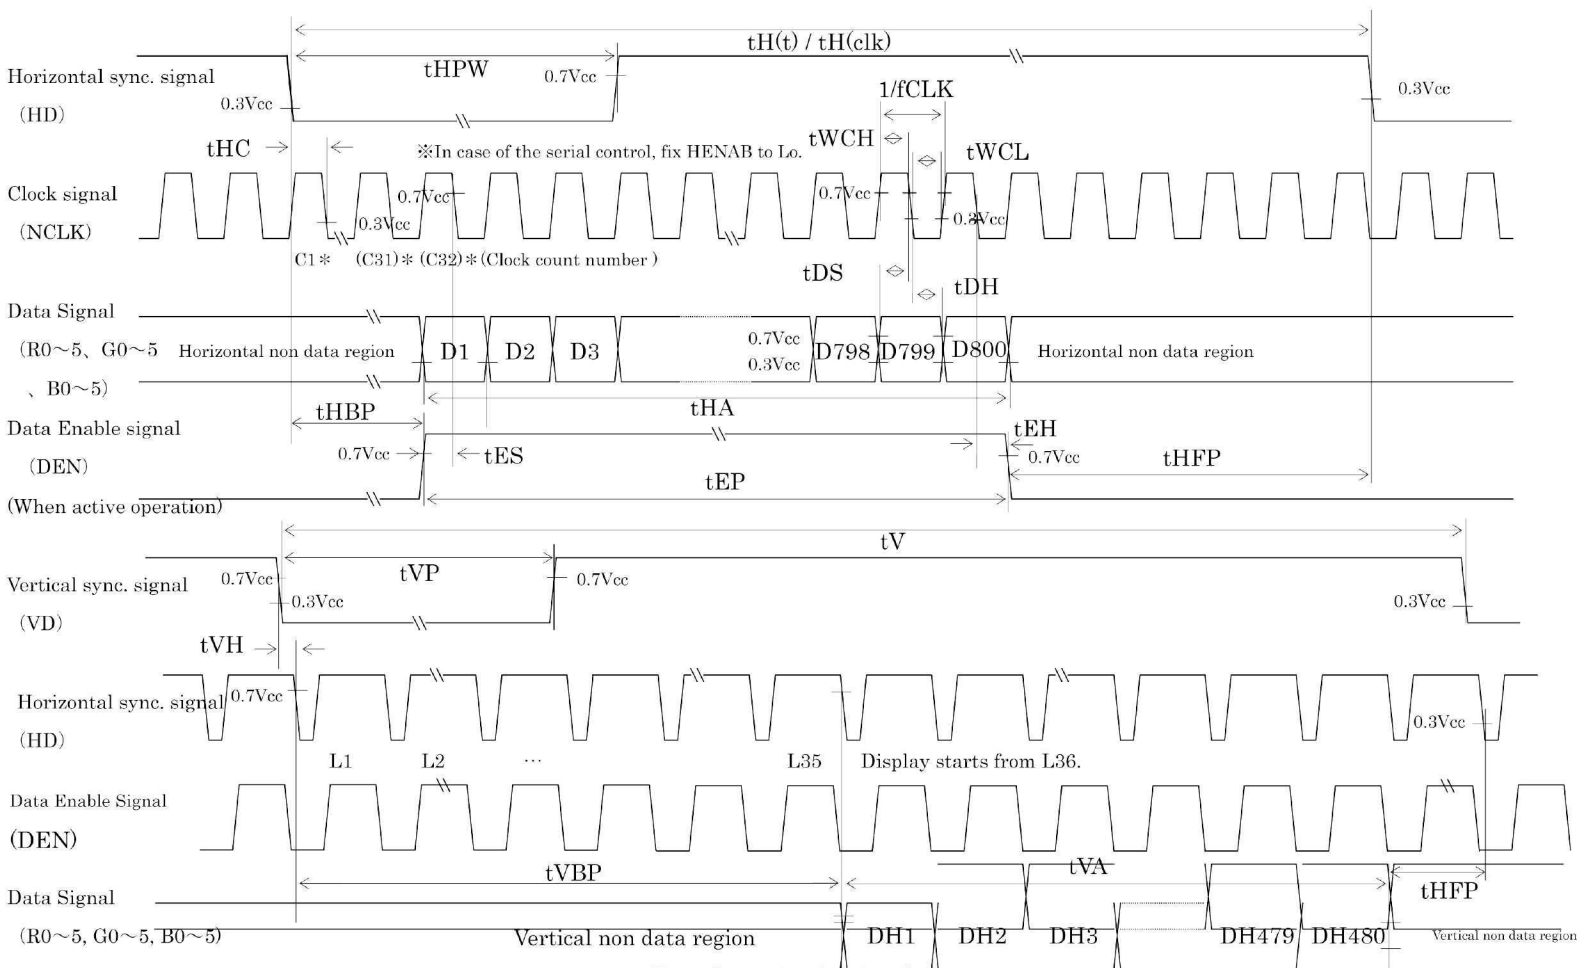 tH(t) / tH(clk)
tHPW
Horizontal sync. signal
0.7Vcc
0.3Vcc
0.3Vcc
(HD)
1/fCLK
tHC
※In case of the serial control, fix HENAB to Lo.
tWCH
tWCL
Clock signal
0.7Vcc
0.7Vcc
(NCLK)
0.3Vcc
0.3Vcc
C1* (C31)* (C32)* (Clock count number )
tDS
tDH
Data Signal
(R0~5、G0~5
、B0~5)
Horizontal non data region
D1
D2
D3
0.7Vcc
0.3Vcc
D798
D799
D800
Horizontal non data region
tHBP
tHA
Data Enable signal
tEH
(DEN)
0.7Vcc
tES
0.7Vcc
tHFP
tEP
(When active operation)
tV
tVP
Vertical sync. signal
0.7Vcc
0.7Vcc
0.3Vcc
0.3Vcc
(VD)
tVH
Horizontal sync. signal
0.7Vcc
(HD)
0.3Vcc
L1
L2
…
L35
Display starts from L36.
Data Enable Signal
(DEN)
tVBP
tVA
tHFP
Data Signal
(R0~5, G0~5, B0~5)
Vertical non data region
DH1
DH2
DH3
DH479
DH480
Vertical non data region